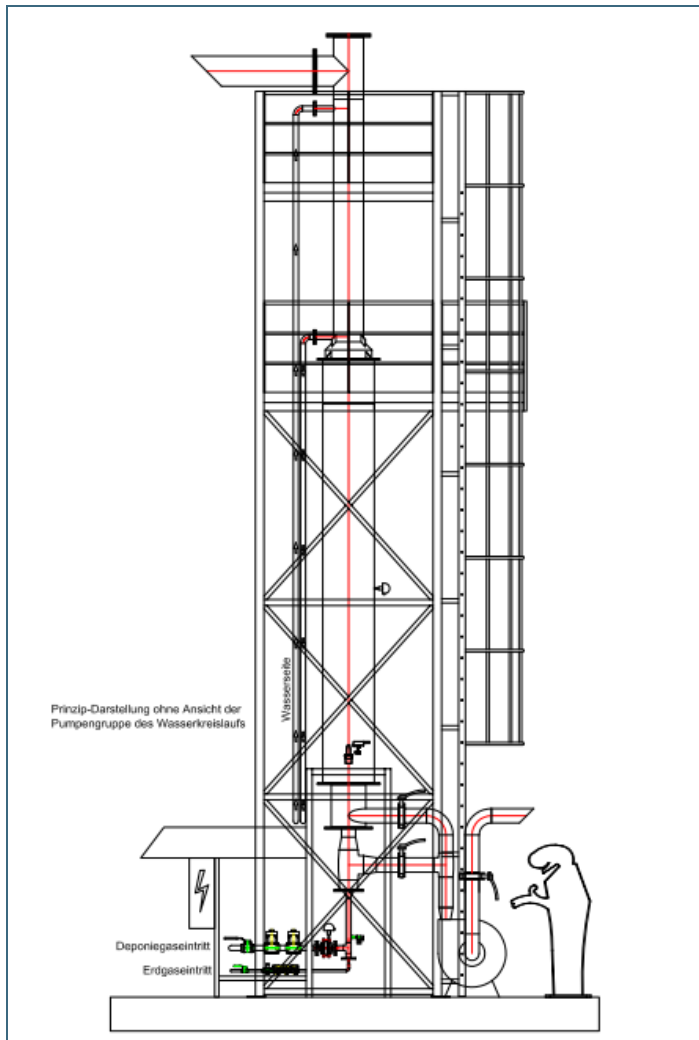 Wasserseite
Prinzip-Darstellung ohne Ansicht der
Pumpengruppe des Wasserkreislaufs
Deponiegaseintritt
Erdgaseintritt